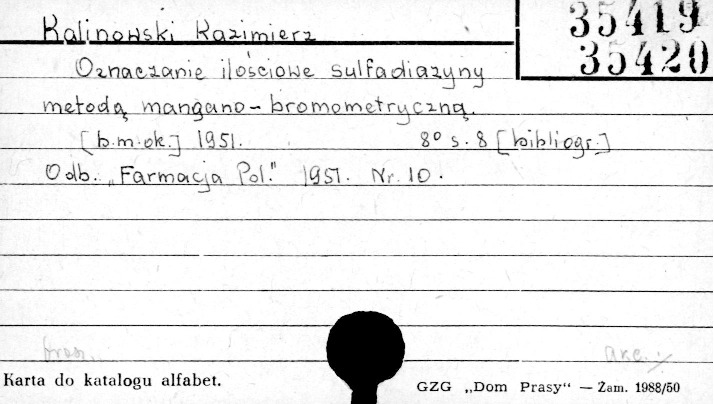 Kalinowski Kazimierz
35419
35420
Oznaczanie ilościowe sulfadiazyny
metodą mangano-bromometryczną.
[b.m.ok.] 1951. 8° s. 8 [bibliogr.]
Odb. „Farmacja Pol." 1951. Nr. 10.
Karta do katalogu alfabet.
GZG „Dom Prasy“ — Zam. 1988/50